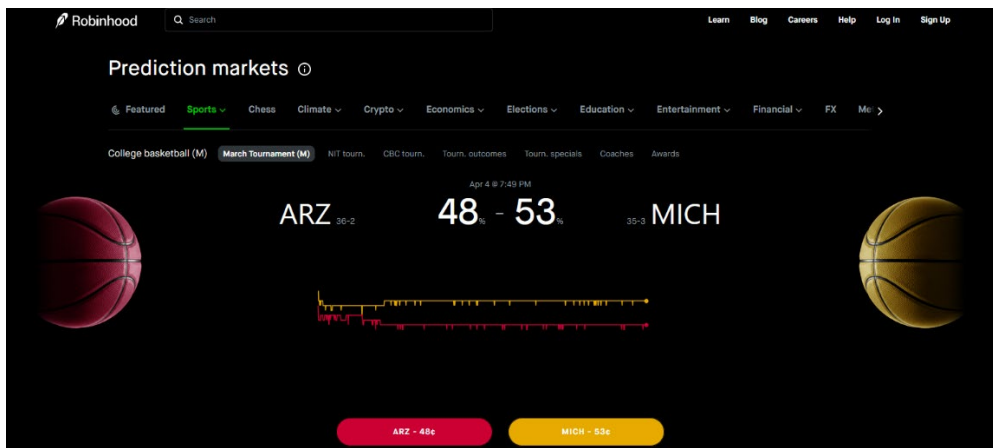 Robinhood Search Learn Blog Careers Help Log In Sign Up
Prediction markets
Featured Sports Chess Climate Crypto Economics Elections Education Entertainment Financial FX Me
College basketball (M) March Tournament (M) NIT tourn. CBC tourn. Tourn. outcomes Tourn. specials Coaches Awards
Apr 4 @ 7:49 PM
ARZ 36-2 48% - 53% 35-3 MICH
ARZ - 48¢ MICH - 53¢